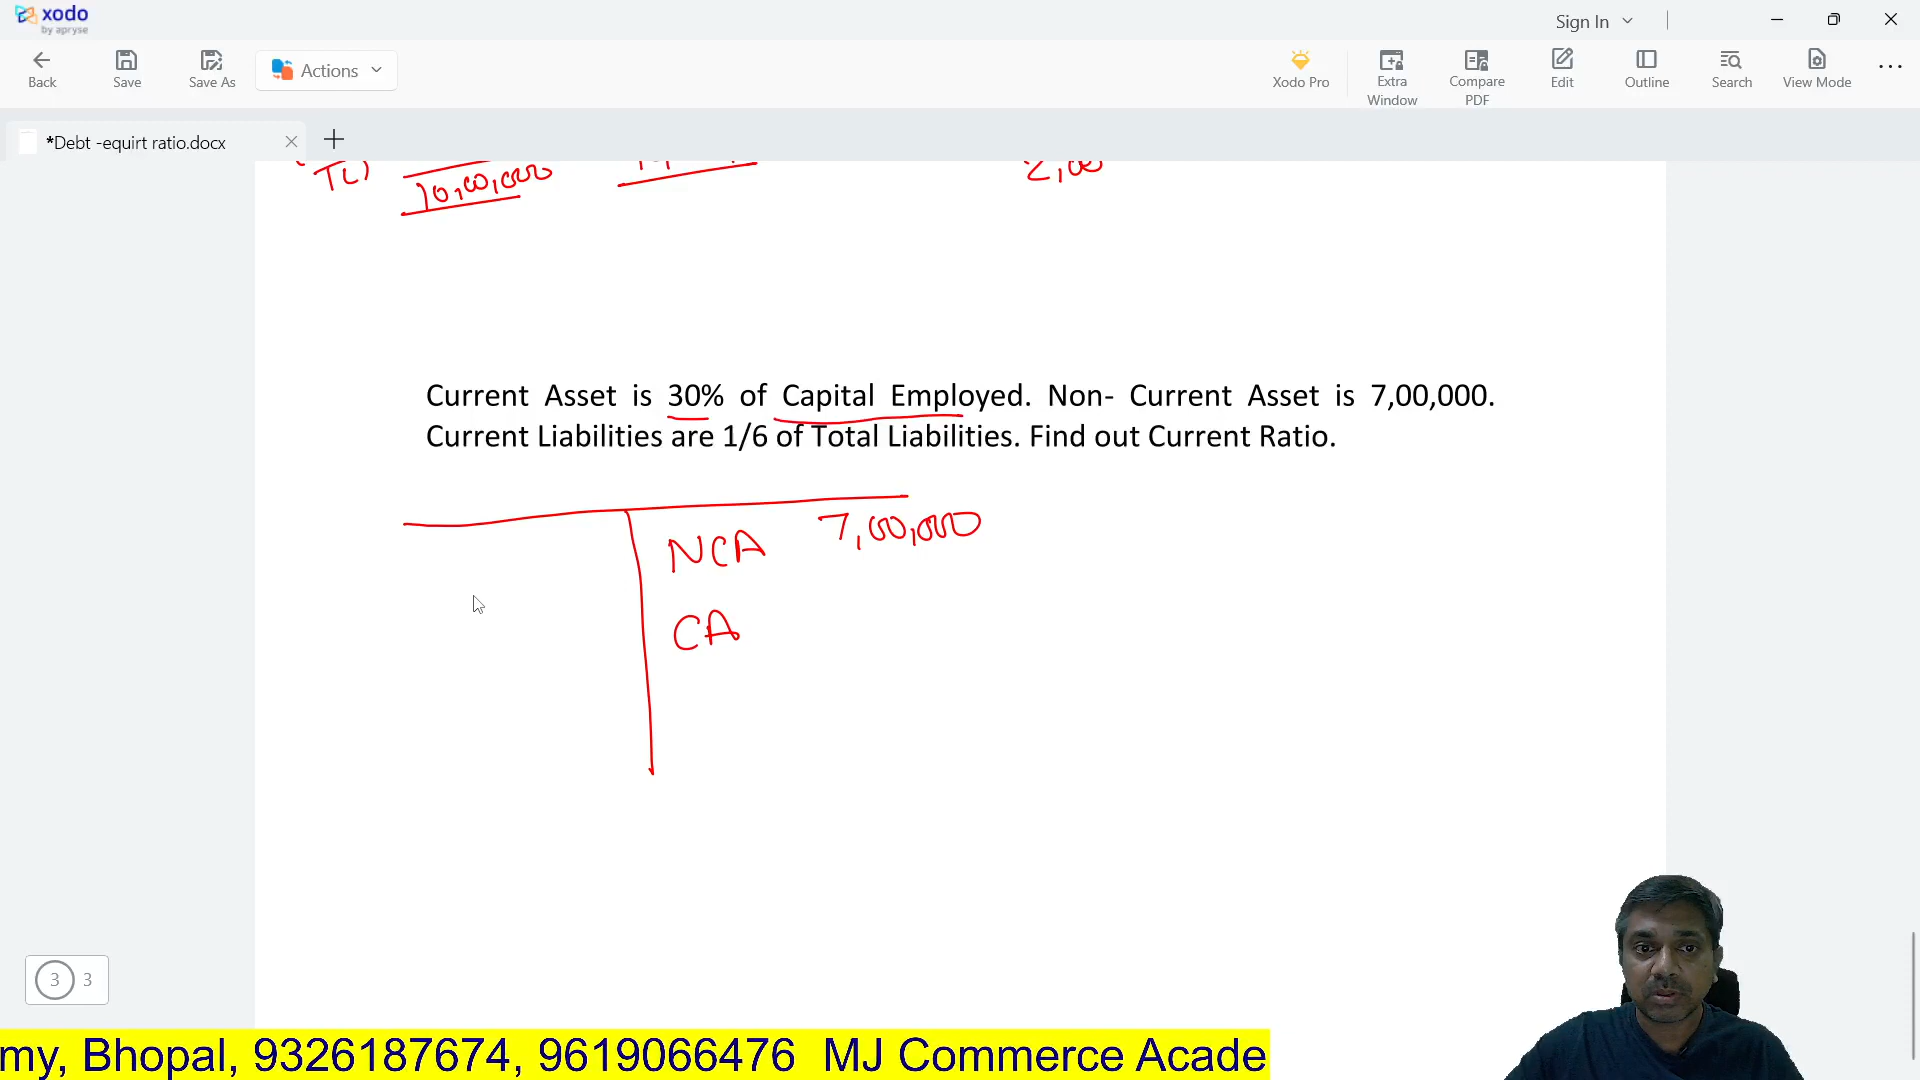 xodo
by apryse
Sign In
Back
Save
Save As
Actions
Xodo Pro
Extra Window
Compare PDF
Edit
Outline
Search
View Mode
*Debt -equirt ratio.docx
10,00,000
Current Asset is 30% of Capital Employed. Non- Current Asset is 7,00,000.
Current Liabilities are 1/6 of Total Liabilities. Find out Current Ratio.
NCA 7,00,000
CA
3 3
my, Bhopal, 9326187674, 9619066476 MJ Commerce Acade